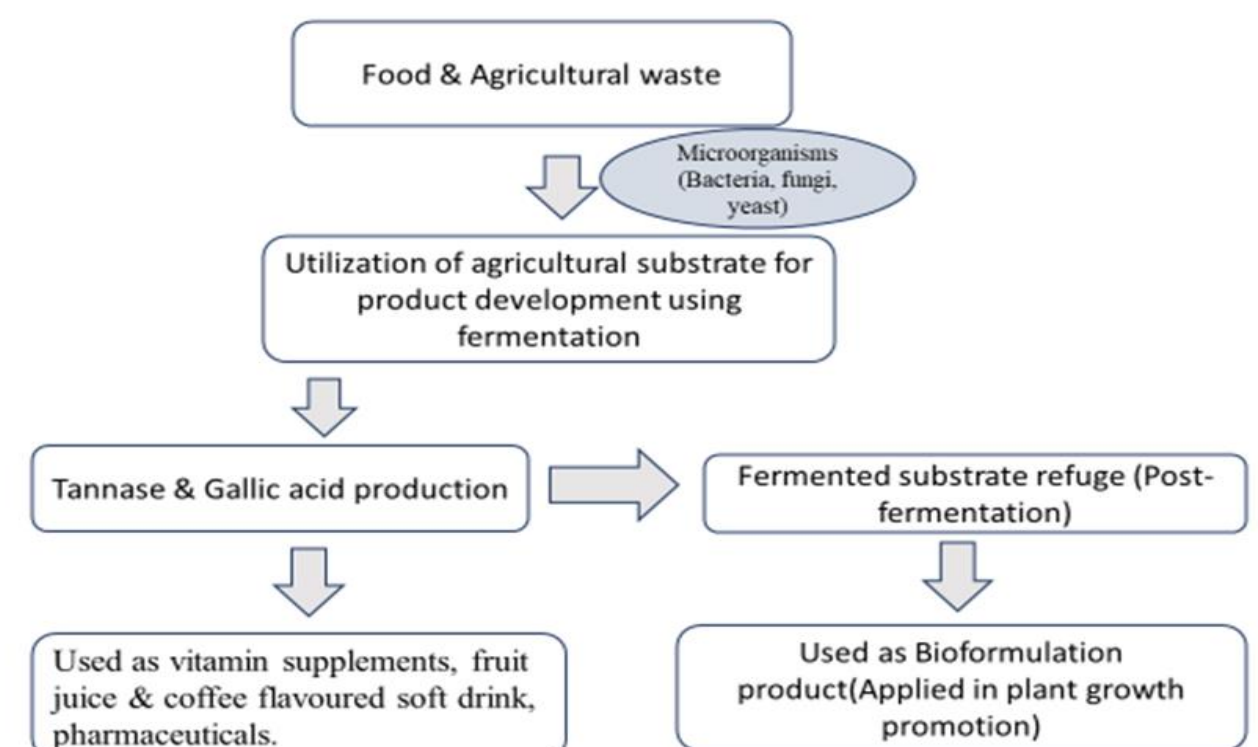 Food & Agricultural waste
Microorganisms
(Bacteria, fungi,
yeast)
Utilization of agricultural substrate for
product development using
fermentation
Tannase & Gallic acid production
Fermented substrate refuge (Post-
fermentation)
Used as vitamin supplements, fruit
juice & coffee flavoured soft drink,
pharmaceuticals.
Used as Bioformulation
product(Applied in plant growth
promotion)